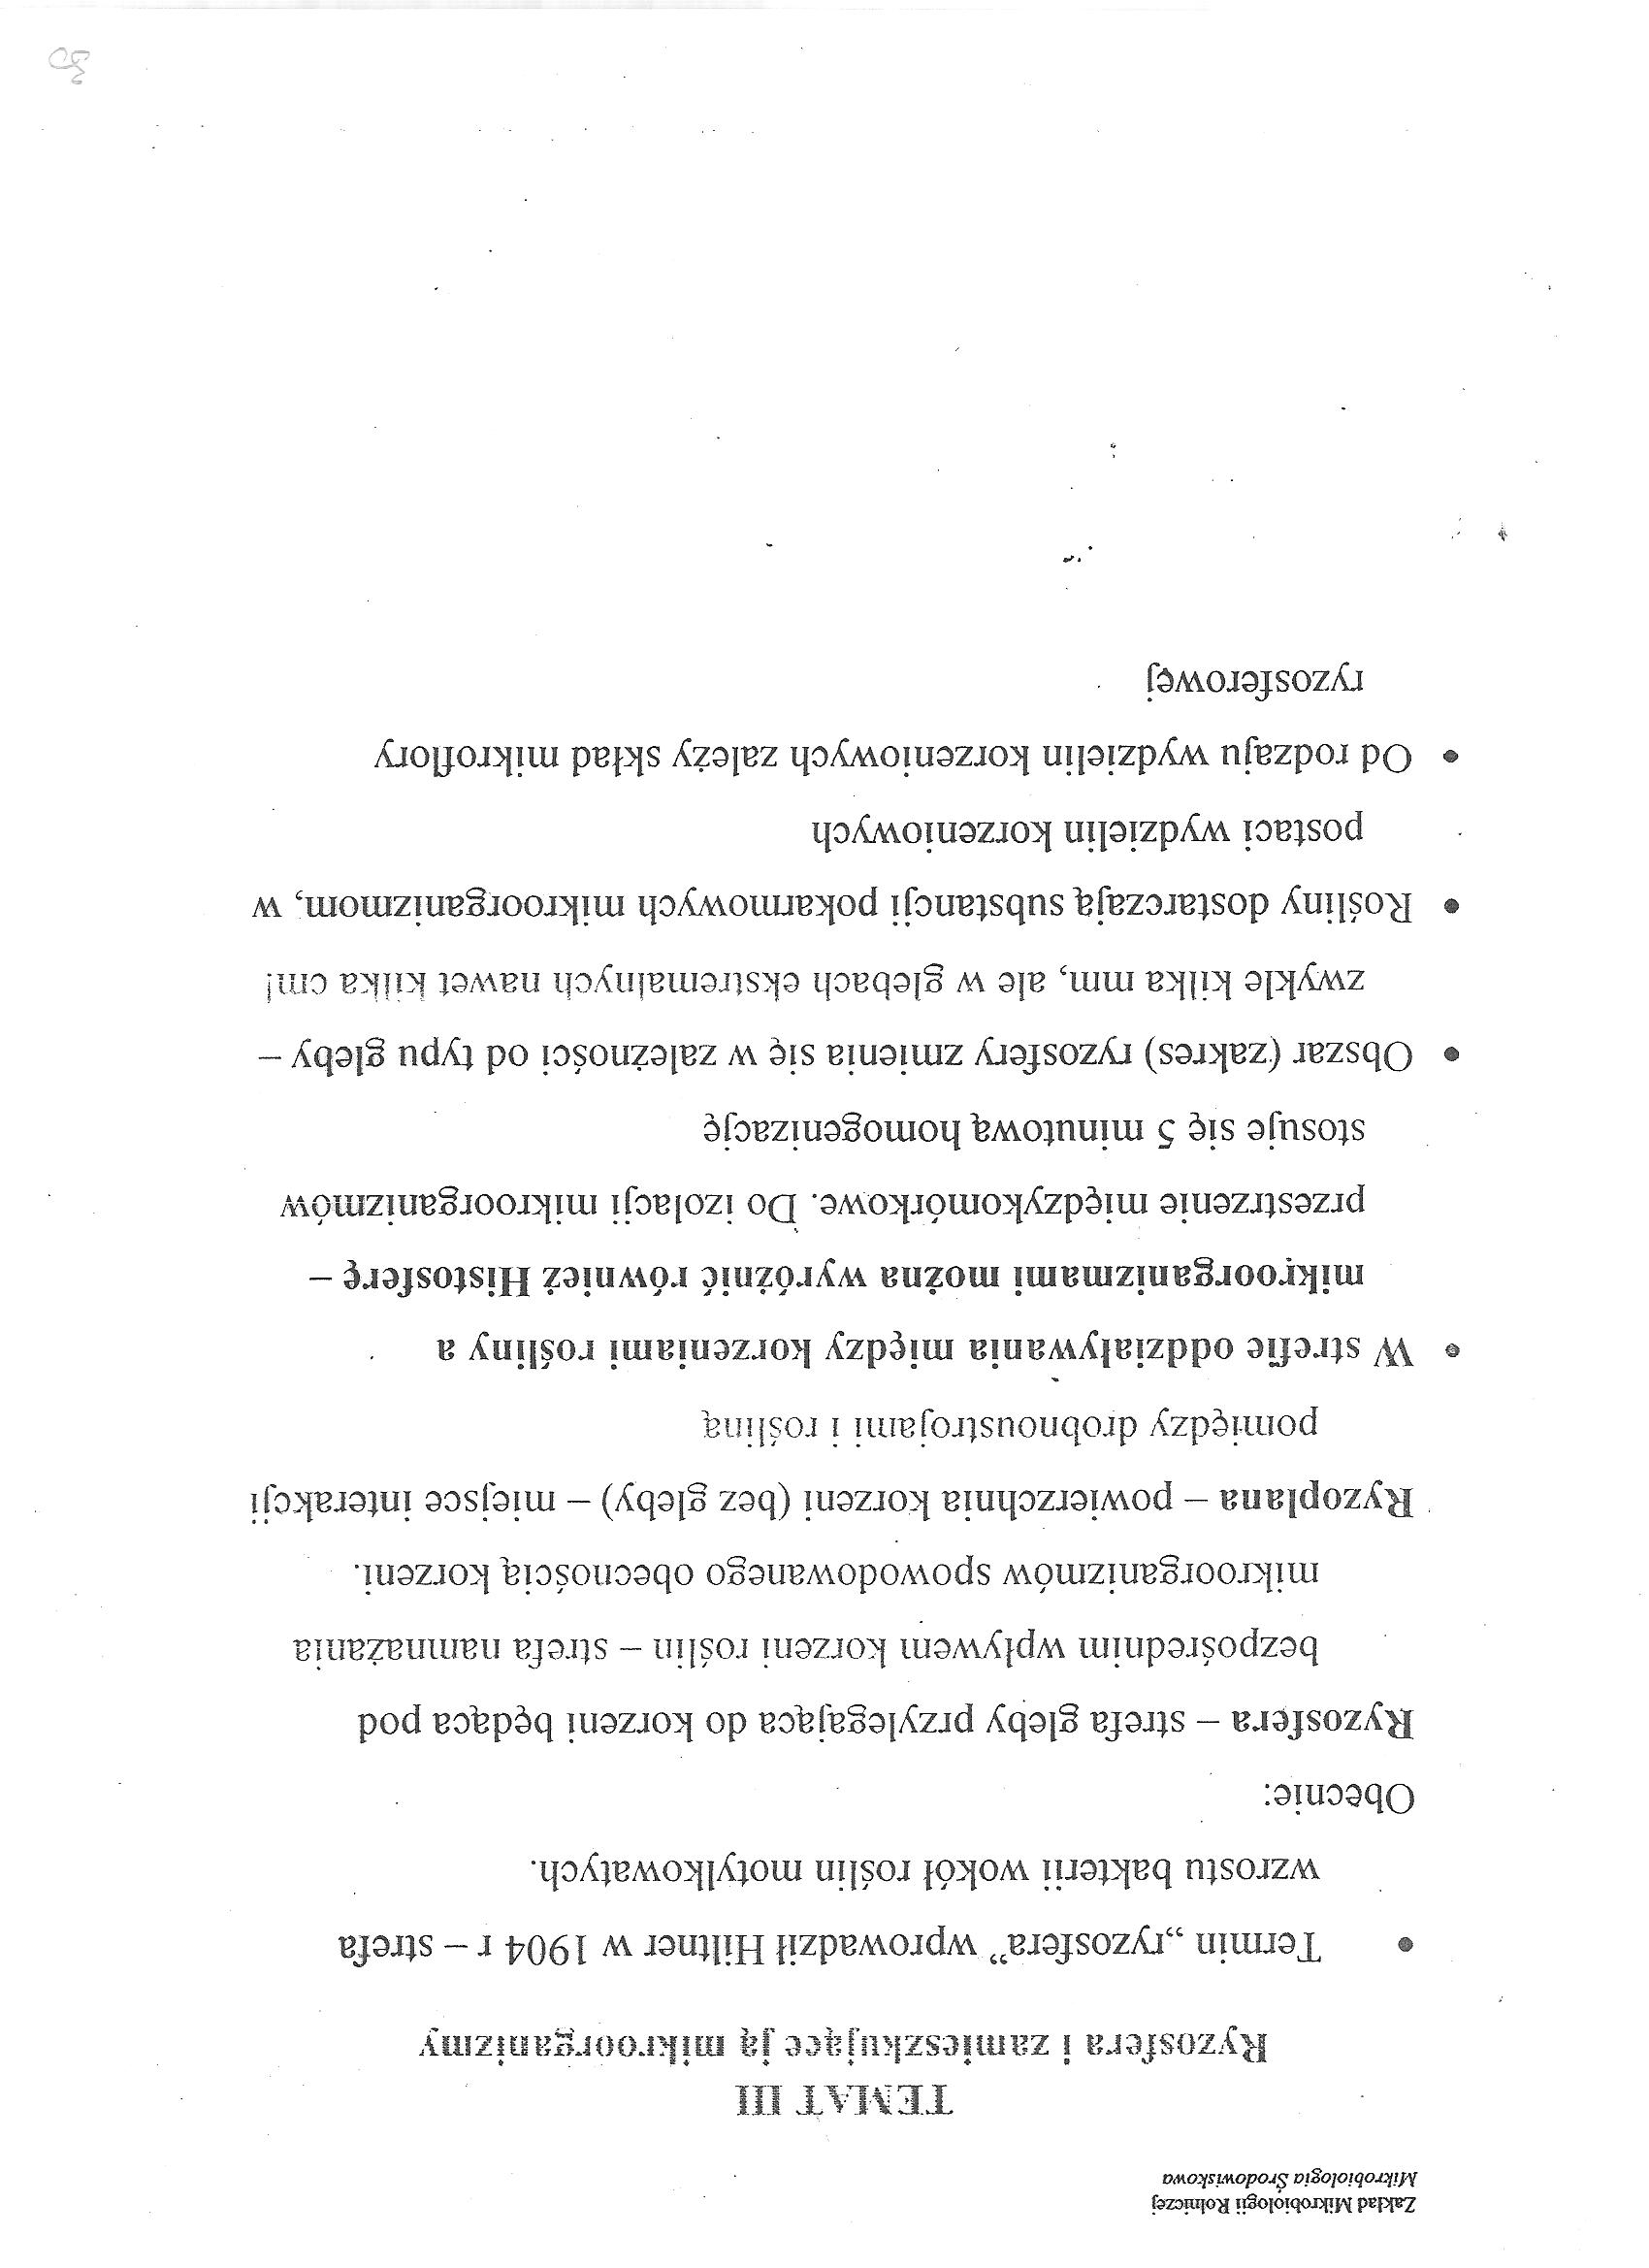 Zakład Mikrobiologii Rolniczej
Mikrobiologia Środowiskowa
TEMAT III
Ryzosfera i zamieszkujące ją mikroorganizmy
• Termin „ryzosfera” wprowadził Hiltner w 1904 r – strefa
wzrostu bakterii wokół roślin motylkowatych.
Obecnie:
Ryzosfera – strefa gleby przylegająca do korzeni będąca pod
bezpośrednim wpływem korzeni roślin – strefa namnażania
mikroorganizmów spowodowanego obecnością korzeni.
Ryzoplana – powierzchnia korzeni (bez gleby) – miejsce interakcji
pomiędzy drobnoustrojami i rośliną
• W strefie oddziaływania między korzeniami rośliny a
mikroorganizmami można wyróżnić również Histosferę –
przestrzenie międzykomórkowe. Do izolacji mikroorganizmów
stosuje się 5 minutową homogenizację
• Obszar (zakres) ryzosfery zmienia się w zależności od typu gleby –
zwykle kilka mm, ale w glebach ekstremalnych nawet kilka cm!
• Rośliny dostarczają substancji pokarmowych mikroorganizmom, w
postaci wydzielin korzeniowych
• Od rodzaju wydzielin korzeniowych zależy skład mikroflory
ryzosferowej